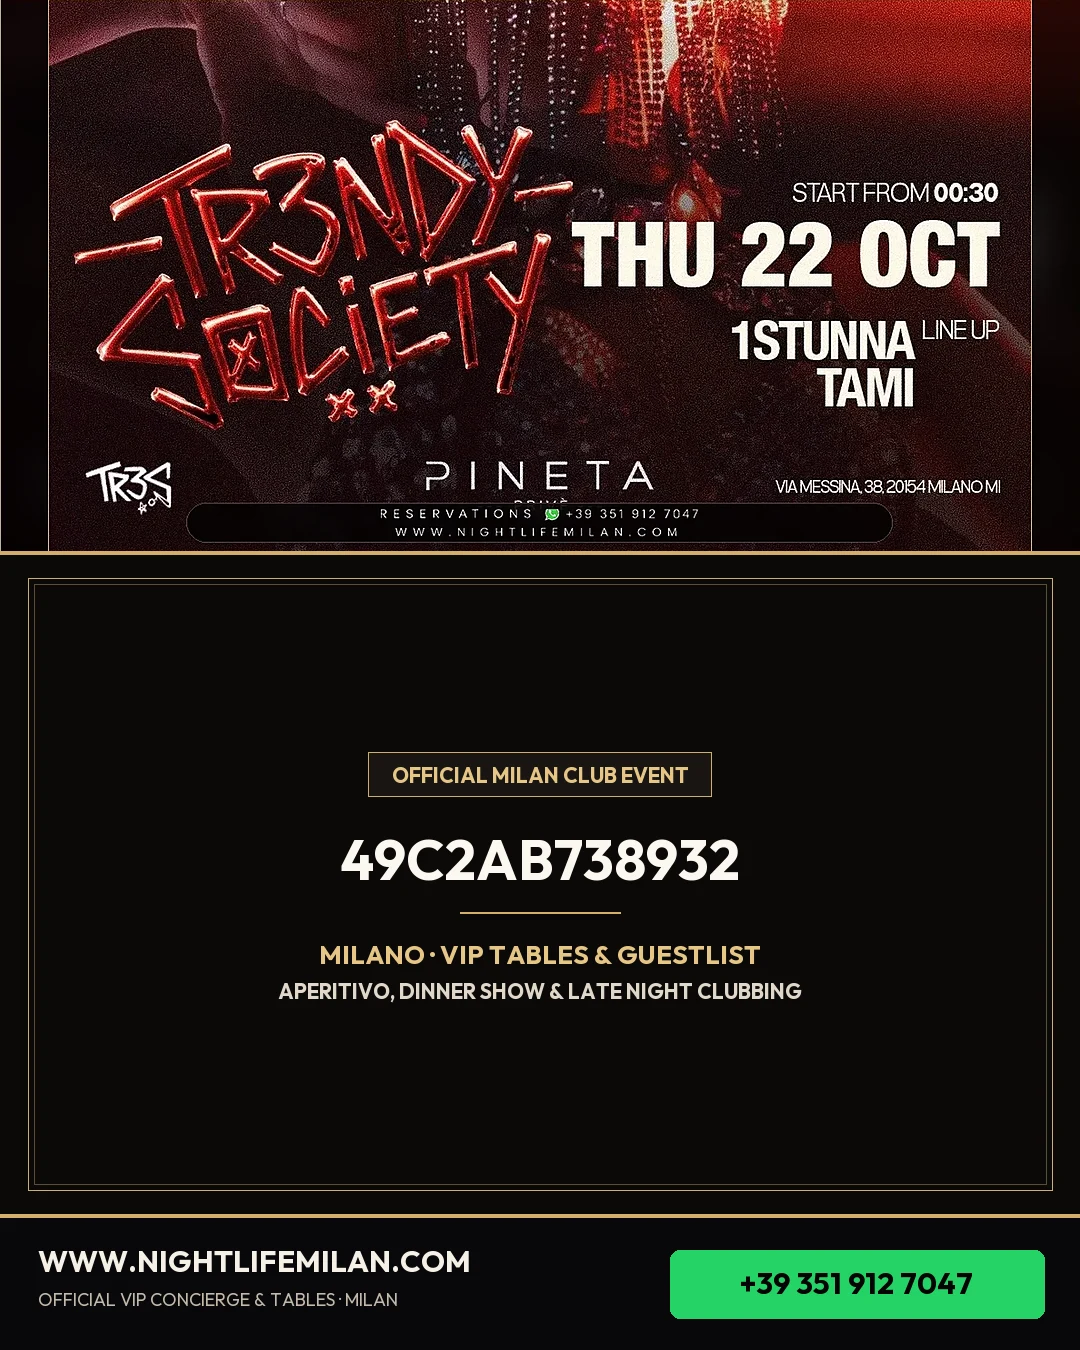 TR3NDY
SOCIETY
XX
START FROM 00:30
THU 22 OCT
1STUNNA LINE UP
TAMI
TR3S
PINETA
PRIVÈ
VIA MESSINA, 38, 20154 MILANO MI
RESERVATIONS +39 351 912 7047
WWW.NIGHTLIFEMILAN.COM
OFFICIAL MILAN CLUB EVENT
49C2AB738932
MILANO · VIP TABLES & GUESTLIST
APERITIVO, DINNER SHOW & LATE NIGHT CLUBBING
WWW.NIGHTLIFEMILAN.COM
OFFICIAL VIP CONCIERGE & TABLES · MILAN
+39 351 912 7047